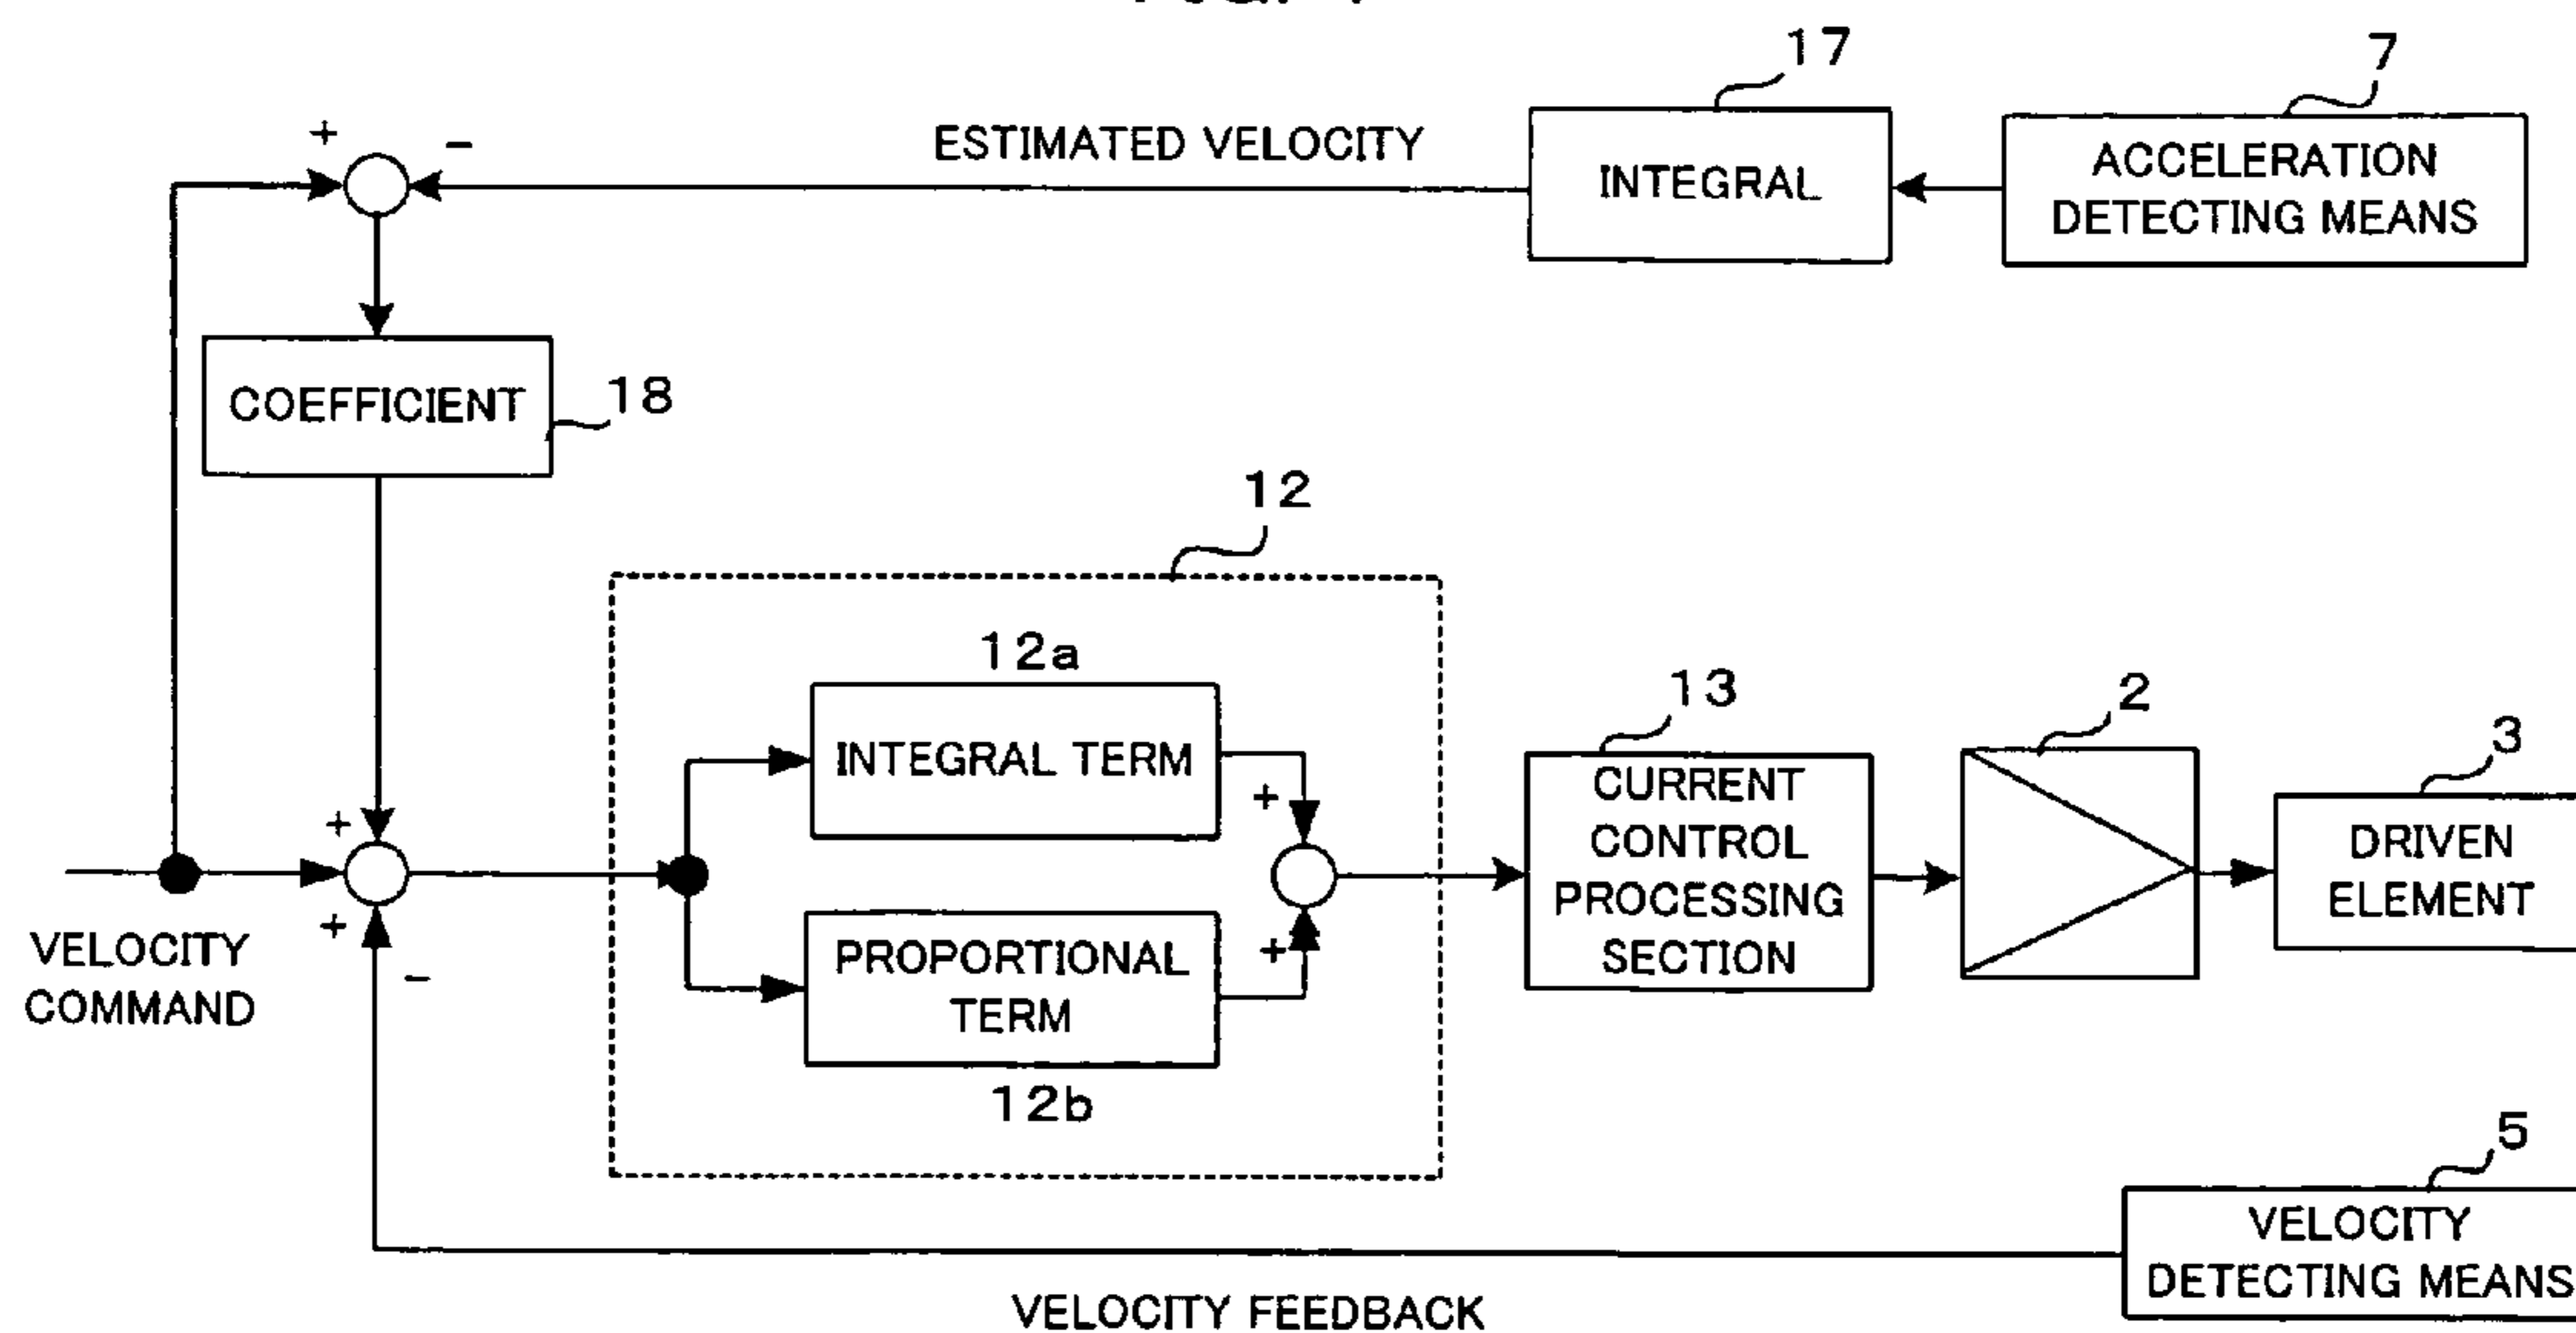 17
7
+
−
ESTIMATED VELOCITY
INTEGRAL
ACCELERATION
DETECTING MEANS
COEFFICIENT
18
12
12a
INTEGRAL TERM
+
13
CURRENT
CONTROL
PROCESSING
SECTION
2
3
DRIVEN
ELEMENT
+
+
−
VELOCITY
COMMAND
PROPORTIONAL
TERM
+
12b
5
VELOCITY
DETECTING MEANS
VELOCITY FEEDBACK